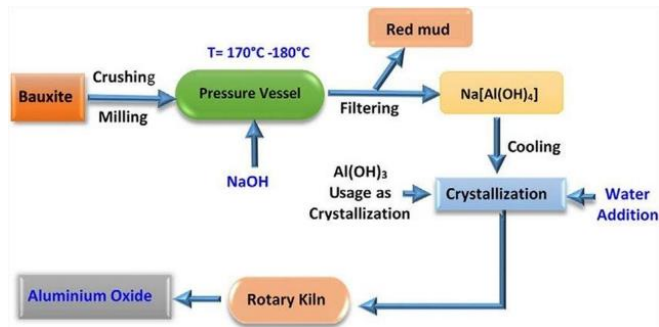 Red mud
T= 170°C -180°C
Crushing
Bauxite
Milling
Pressure Vessel
Filtering
Na[Al(OH)₄]
NaOH
Cooling
Al(OH)₃
Usage as
Crystallization
Crystallization
Water
Addition
Aluminium Oxide
Rotary Kiln